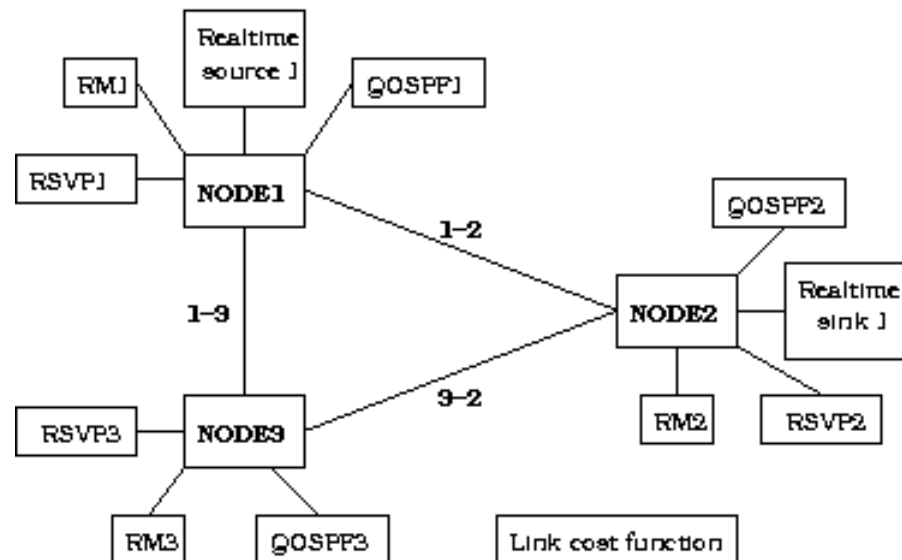 Realtime
source 1
RM1
QOSPF1
RSVP1
NODE1
QOSPF2
1-2
Realtime
sink 1
NODE2
1-3
3-2
RSVP3
NODE3
RM2
RSVP2
RM3
QOSPF3
Link cost function